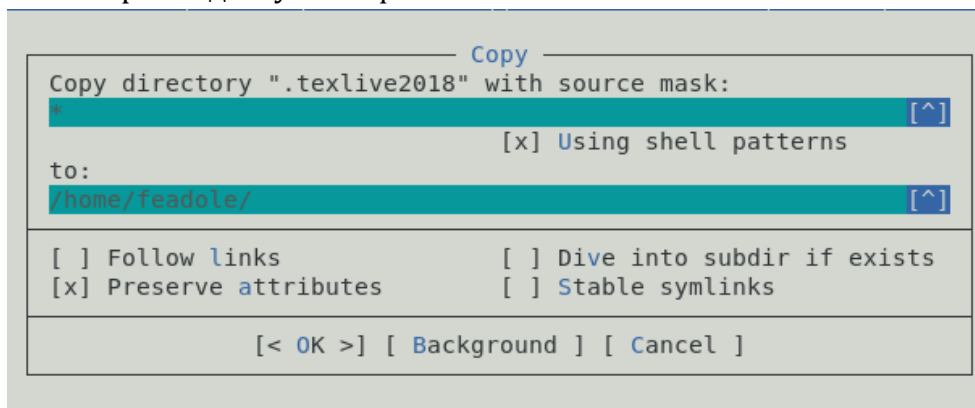 Copy
Copy directory ".texlive2018" with source mask:
* [^]
[x] Using shell patterns
to:
/home/feadole/ [^]
[ ] Follow links [ ] Dive into subdir if exists
[x] Preserve attributes [ ] Stable symlinks
[< OK >] [ Background ] [ Cancel ]